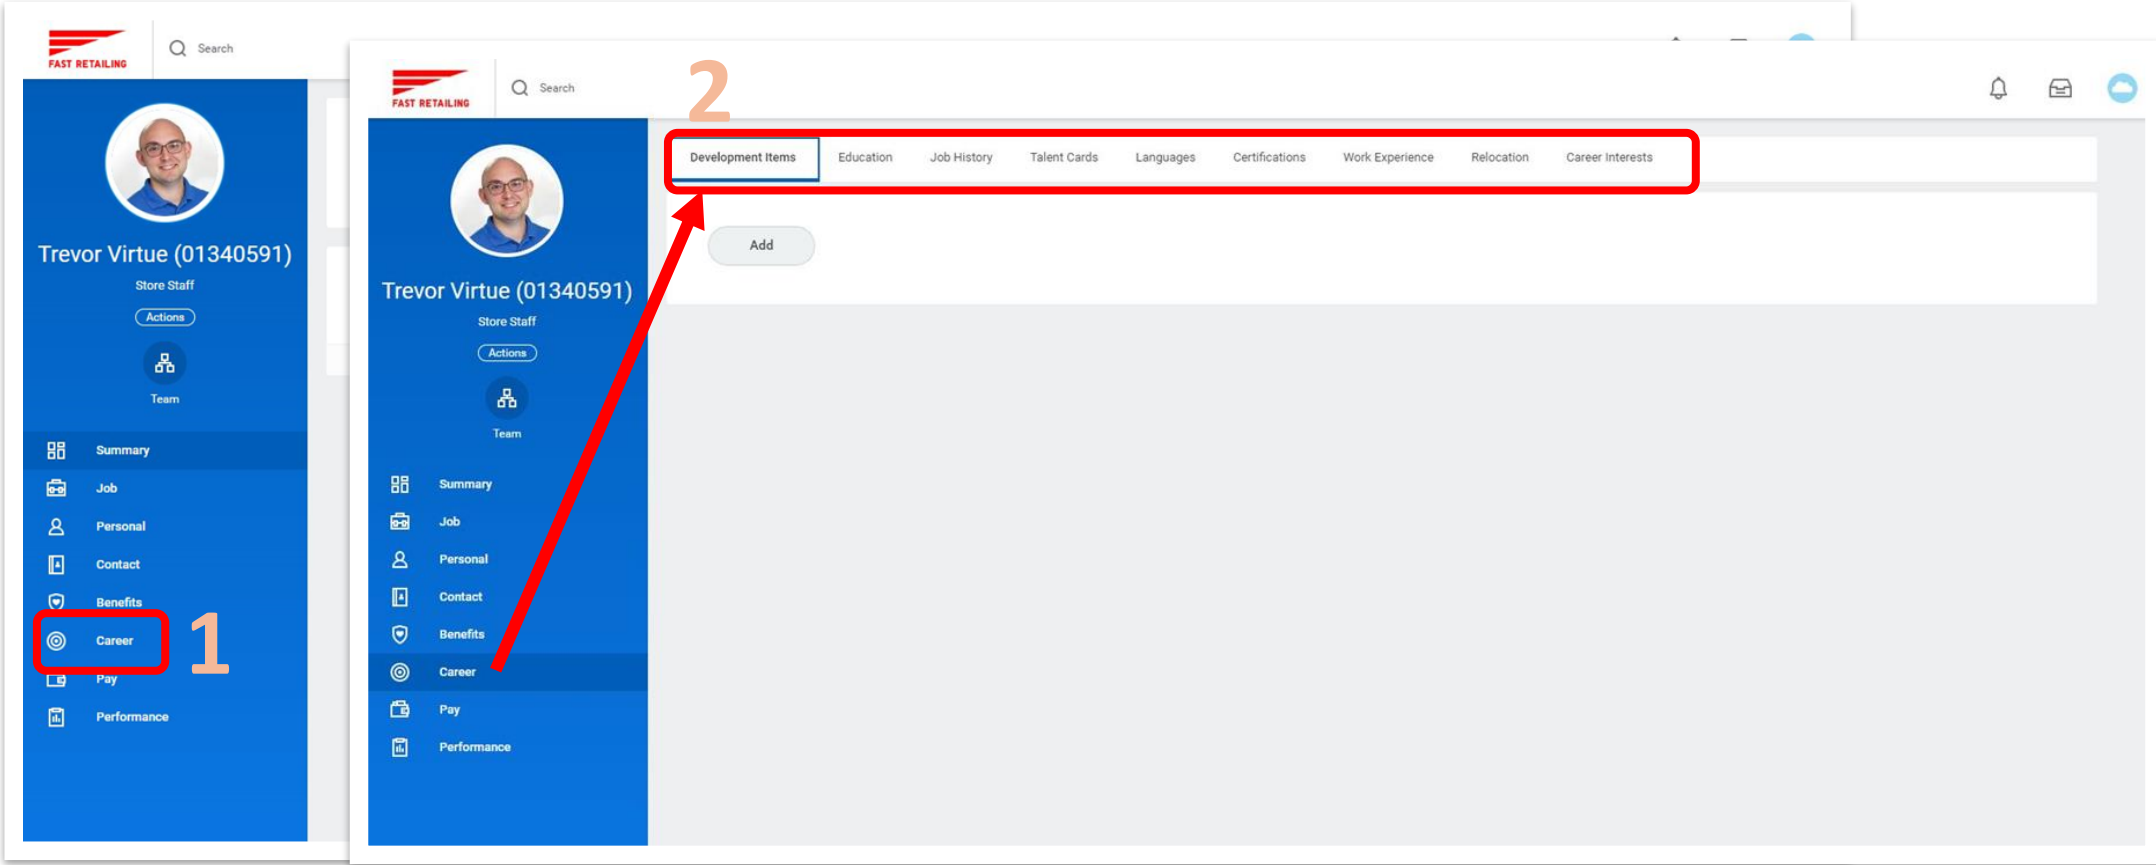 FAST RETAILING
Search
Trevor Virtue (01340591)
Store Staff
Actions
Team
Summary
Job
Personal
Contact
Benefits
Career
Pay
Performance
1
FAST RETAILING
Search
2
Trevor Virtue (01340591)
Store Staff
Actions
Team
Summary
Job
Personal
Contact
Benefits
Career
Pay
Performance
Development Items Education Job History Talent Cards Languages Certifications Work Experience Relocation Career Interests
Add